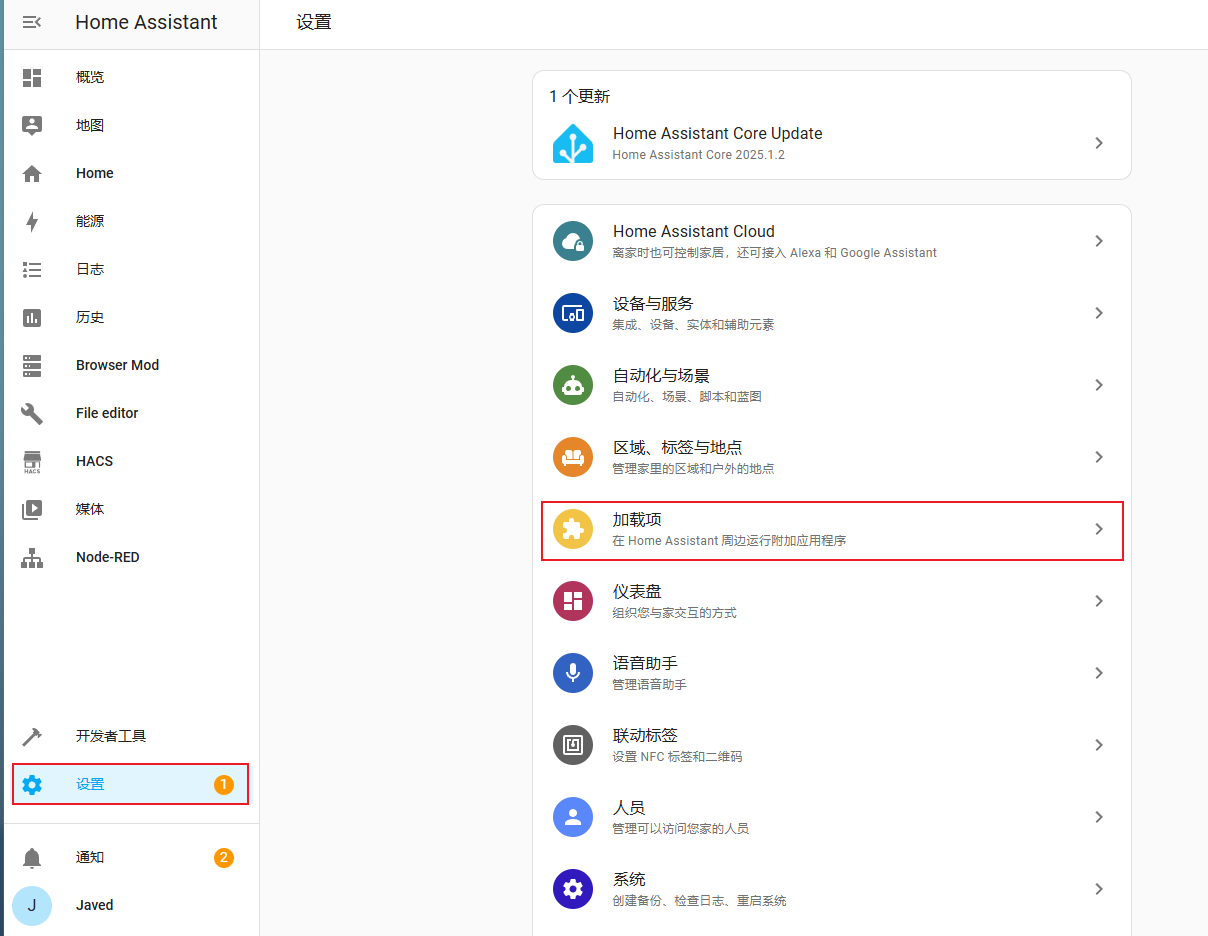 Home Assistant
概览
地图
Home
能源
日志
历史
Browser Mod
File editor
HACS
HACS
媒体
Node-RED
开发者工具
设置
1
通知
2
J
Javed
设置
1 个更新
Home Assistant Core Update
Home Assistant Core 2025.1.2
Home Assistant Cloud
离家时也可控制家居，还可接入 Alexa 和 Google Assistant
设备与服务
集成、设备、实体和辅助元素
自动化与场景
自动化、场景、脚本和蓝图
区域、标签与地点
管理家里的区域和户外的地点
加载项
在 Home Assistant 周边运行附加应用程序
仪表盘
组织您与家交互的方式
语音助手
管理语音助手
联动标签
设置 NFC 标签和二维码
人员
管理可以访问您家的人员
系统
创建备份、检查日志、重启系统